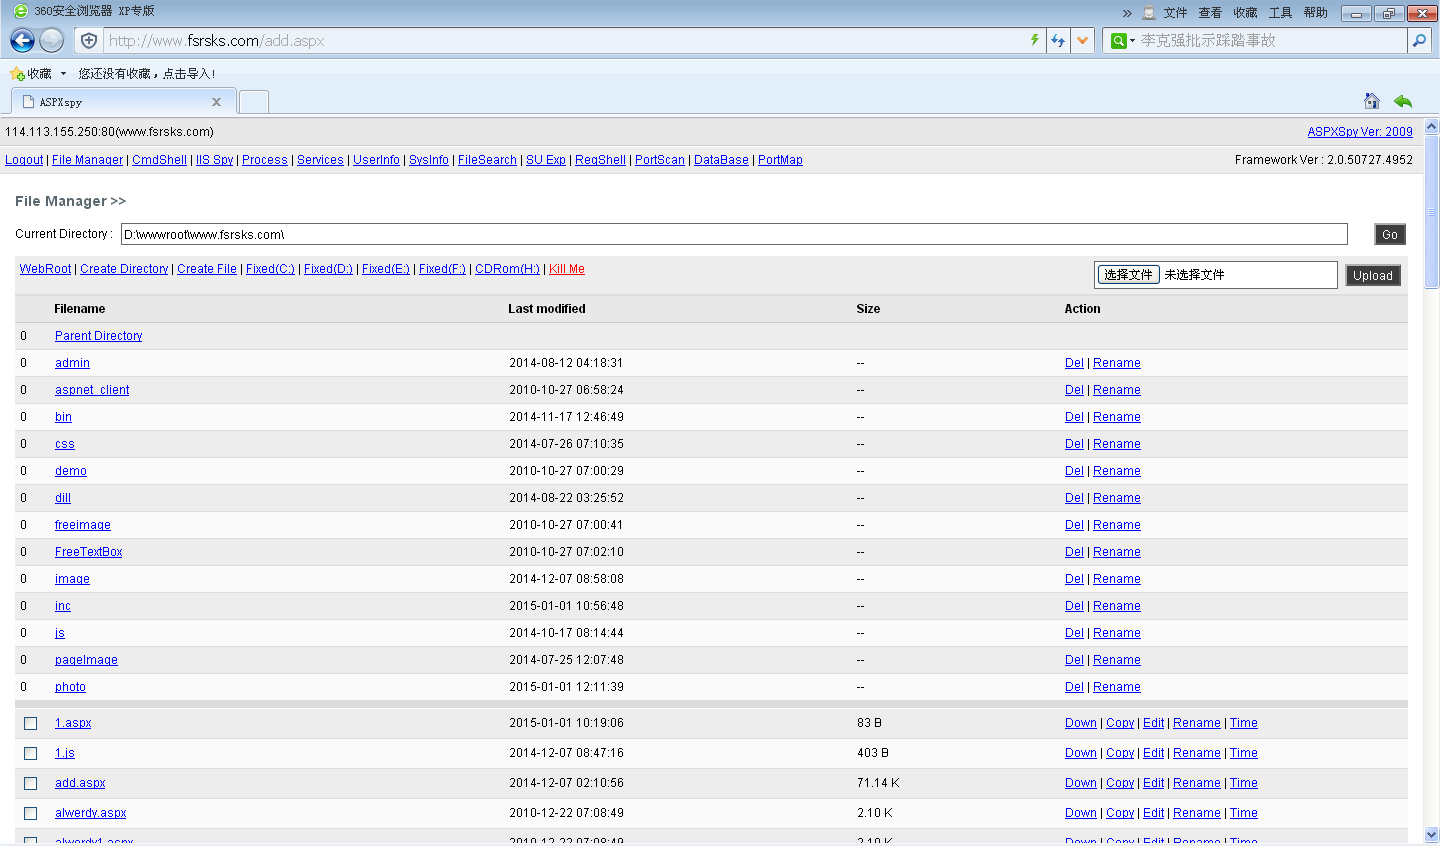 360安全浏览器 XP专版 » 文件 查看 收藏 工具 帮助
http://www.fsrsks.com/add.aspx 李克强批示踩踏事故
收藏 您还没有收藏，点击导入!
ASPXspy
114.113.155.250:80(www.fsrsks.com) ASPXSpy Ver: 2009
Logout | File Manager | CmdShell | IIS Spy | Process | Services | UserInfo | SysInfo | FileSearch | SU Exp | RegShell | PortScan | DataBase | PortMap Framework Ver : 2.0.50727.4952
File Manager >>
Current Directory : D:\wwwroot\www.fsrsks.com\ Go
WebRoot | Create Directory | Create File | Fixed(C:) | Fixed(D:) | Fixed(E:) | Fixed(F:) | CDRom(H:) | Kill Me 选择文件 未选择文件 Upload
Filename Last modified Size Action
0 Parent Directory
0 admin 2014-08-12 04:18:31 -- Del | Rename
0 aspnet_client 2010-10-27 06:58:24 -- Del | Rename
0 bin 2014-11-17 12:46:49 -- Del | Rename
0 css 2014-07-26 07:10:35 -- Del | Rename
0 demo 2010-10-27 07:00:29 -- Del | Rename
0 dill 2014-08-22 03:25:52 -- Del | Rename
0 freeimage 2010-10-27 07:00:41 -- Del | Rename
0 FreeTextBox 2010-10-27 07:02:10 -- Del | Rename
0 image 2014-12-07 08:58:08 -- Del | Rename
0 inc 2015-01-01 10:56:48 -- Del | Rename
0 js 2014-10-17 08:14:44 -- Del | Rename
0 pageImage 2014-07-25 12:07:48 -- Del | Rename
0 photo 2015-01-01 12:11:39 -- Del | Rename
1.aspx 2015-01-01 10:19:06 83 B Down | Copy | Edit | Rename | Time
1.js 2014-12-07 08:47:16 403 B Down | Copy | Edit | Rename | Time
add.aspx 2014-12-07 02:10:56 71.14 K Down | Copy | Edit | Rename | Time
alwerdy.aspx 2010-12-22 07:08:49 2.10 K Down | Copy | Edit | Rename | Time
alwerdy1.aspx 2010-12-22 07:08:49 2.10 K Down | Copy | Edit | Rename | Time